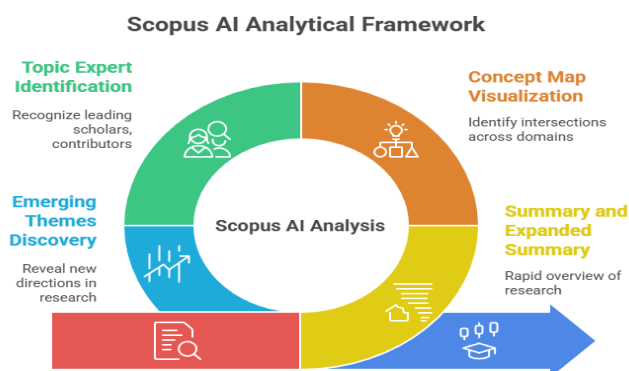 Scopus AI Analytical Framework
Topic Expert
Identification
Recognize leading
scholars,
contributors
Concept Map
Visualization
Identify intersections
across domains
Emerging
Themes
Discovery
Reveal new
directions in
research
Scopus AI Analysis
Summary and
Expanded
Summary
Rapid overview of
research